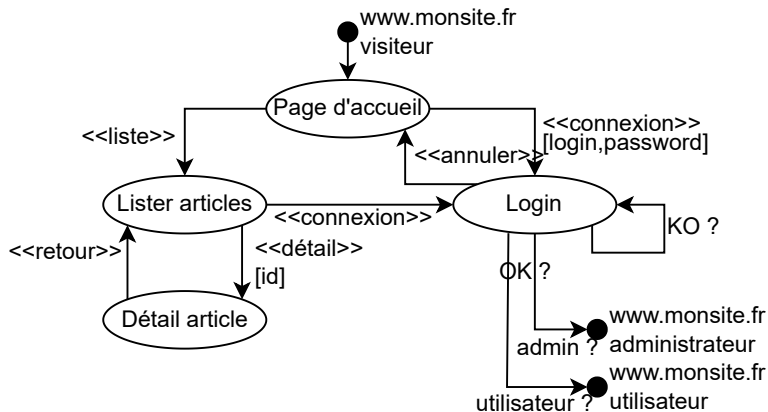 www.monsite.fr
visiteur
Page d'accueil
<<liste>>
<<connexion>>
[login,password]
<<annuler>>
Lister articles
<<connexion>>
Login
KO ?
<<retour>>
<<détail>>
[id]
OK ?
Détail article
www.monsite.fr
administrateur
admin ?
www.monsite.fr
utilisateur
utilisateur ?